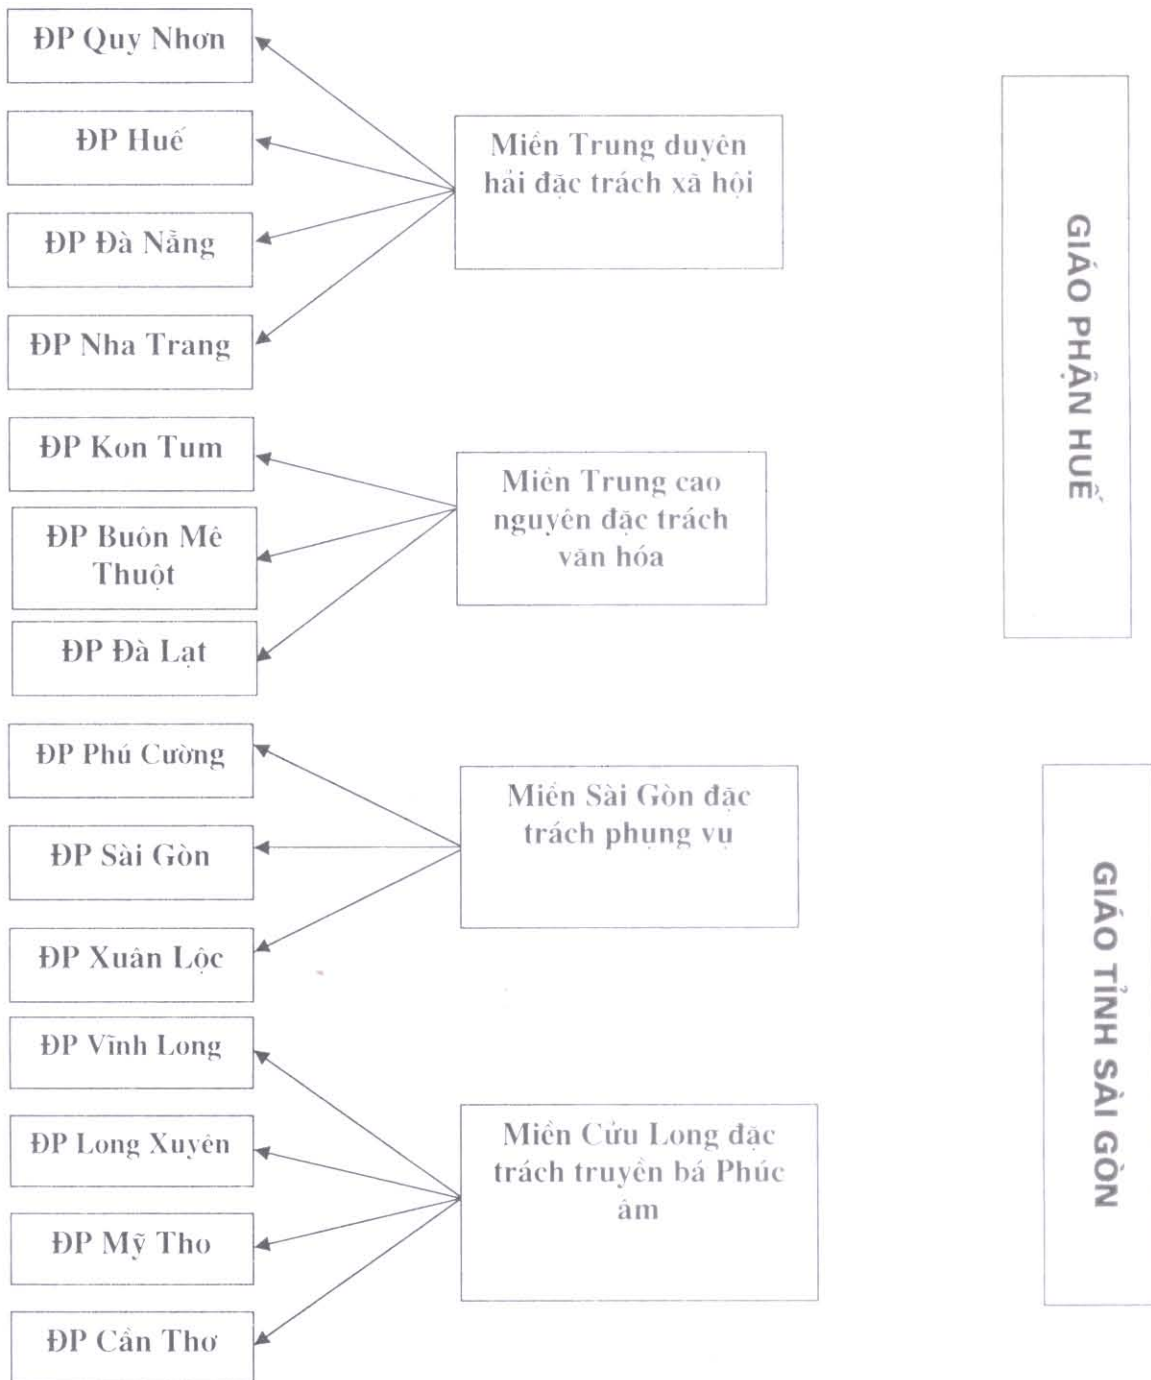 ĐP Quy Nhơn
ĐP Huế
ĐP Đà Nẵng
ĐP Nha Trang
Miền Trung duyên
hải đặc trách xã hội
ĐP Kon Tum
ĐP Buôn Mê
Thuột
ĐP Đà Lạt
Miền Trung cao
nguyên đặc trách
văn hóa
GIÁO PHẬN HUẾ
ĐP Phú Cường
ĐP Sài Gòn
ĐP Xuân Lộc
Miền Sài Gòn đặc
trách phụng vụ
ĐP Vĩnh Long
ĐP Long Xuyên
ĐP Mỹ Tho
ĐP Cần Thơ
Miền Cửu Long đặc
trách truyền bá Phúc
âm
GIÁO TỈNH SÀI GÒN